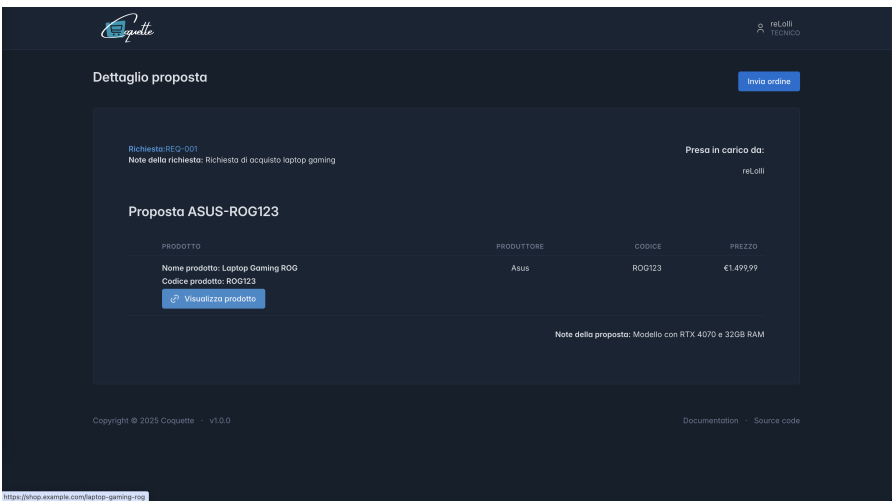 Coquette
reLolli
TECNICO
Dettaglio proposta
Invia ordine
Richiesta:REQ-001
Note della richiesta: Richiesta di acquisto laptop gaming
Presa in carico da:
reLolli
Proposta ASUS-ROG123
PRODOTTO PRODUTTORE CODICE PREZZO
Nome prodotto: Laptop Gaming ROG Asus ROG123 €1.499,99
Codice prodotto: ROG123
Visualizza prodotto
Note della proposta: Modello con RTX 4070 e 32GB RAM
Copyright © 2025 Coquette · v1.0.0 Documentation · Source code
https://shop.example.com/laptop-gaming-rog